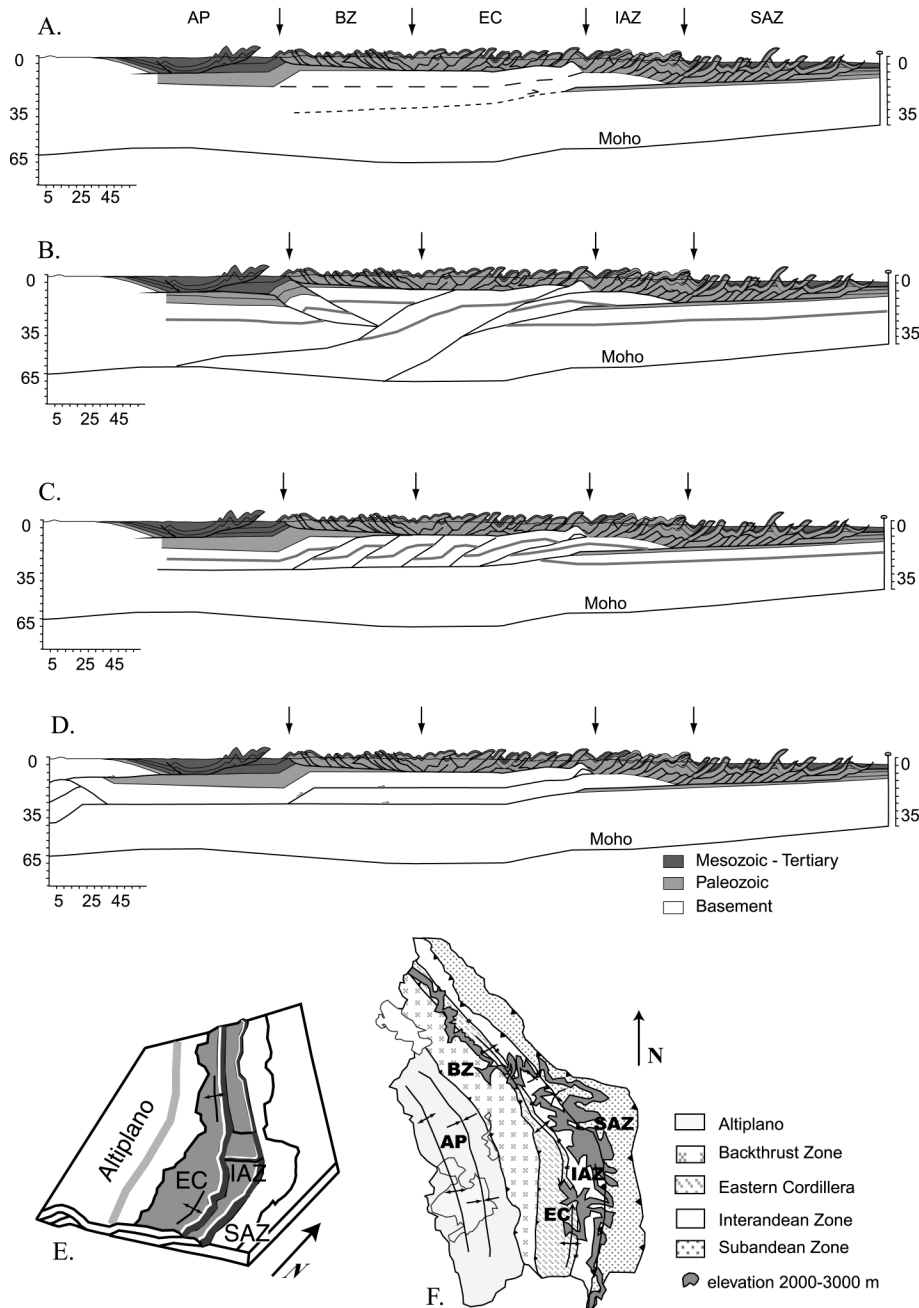 A.
AP BZ EC IAZ SAZ
0 0
35 35
Moho
65
5 25 45
B.
0 0
35 35
Moho
65
5 25 45
C.
0 0
35 35
Moho
65
5 25 45
D.
0 0
35 35
Moho
65
5 25 45
Mesozoic - Tertiary
Paleozoic
Basement
Altiplano
EC
IAZ
SAZ
N
E.
N
BZ
AP
SAZ
IAZ
EC
F.
Altiplano
Backthrust Zone
Eastern Cordillera
Interandean Zone
Subandean Zone
elevation 2000-3000 m